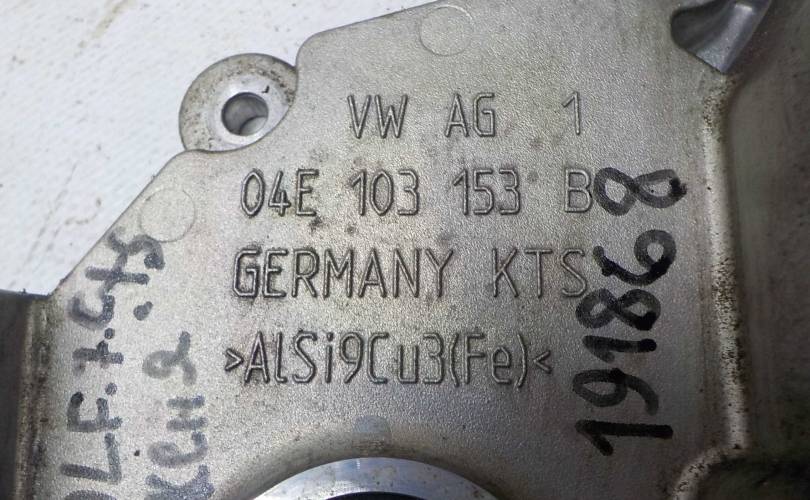 VW AG 1
04E 103 153 B
GERMANY KTS
>AlSi9Cu3(Fe)<
191868